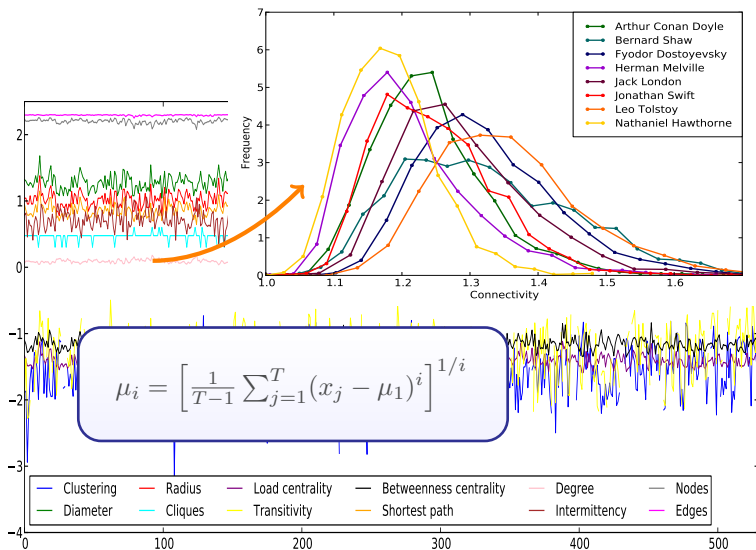 7
6
5
4
3
2
1
0
Frequency
1.0 1.2 1.3 1.4 1.5 1.6
1.1
Connectivity
Arthur Conan Doyle
Bernard Shaw
Fyodor Dostoyevsky
Herman Melville
Jack London
Jonathan Swift
Leo Tolstoy
Nathaniel Hawthorne
2
1
0
−1
−2
−3
−4
μ_i = [1/(T−1) ∑_{j=1}^{T} (x_j − μ_1)^i]^{1/i}
Clustering Radius Load centrality Betweenness centrality Degree Nodes
Diameter Cliques Transitivity Shortest path Intermittency Edges
0 100 200 300 400 500